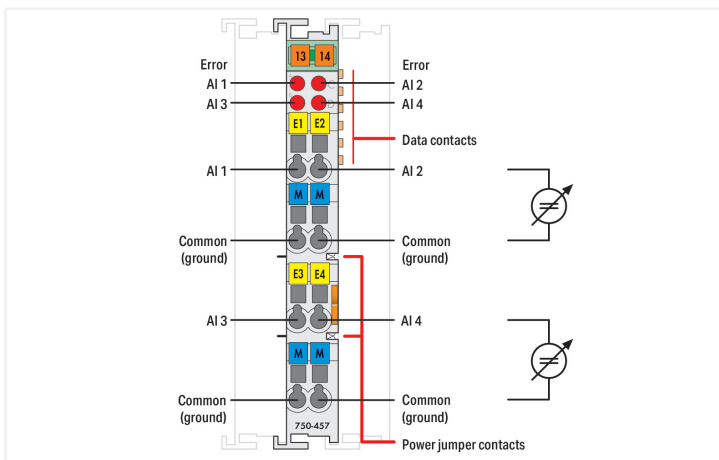 13 14
Error Error
AI 1 AI 2
C
AI 3 AI 4
D
E1 E2
Data contacts
AI 1 AI 2
M M
Common Common
(ground) (ground)
E3 E4
AI 3 AI 4
M M
Common Common
(ground) (ground)
750-457
Power jumper contacts